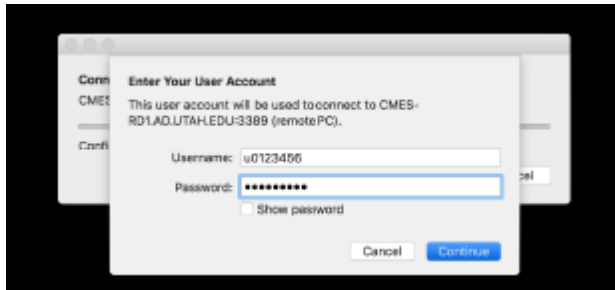 Conn
Enter Your User Account
CMES
This user account will be used toconnect to CMES-
RD1.AD.UTAH.EDU:3389 (remotePC).
Confi
Username: u0123456
Password: •••••••••
Show password
cel
Cancel Continue